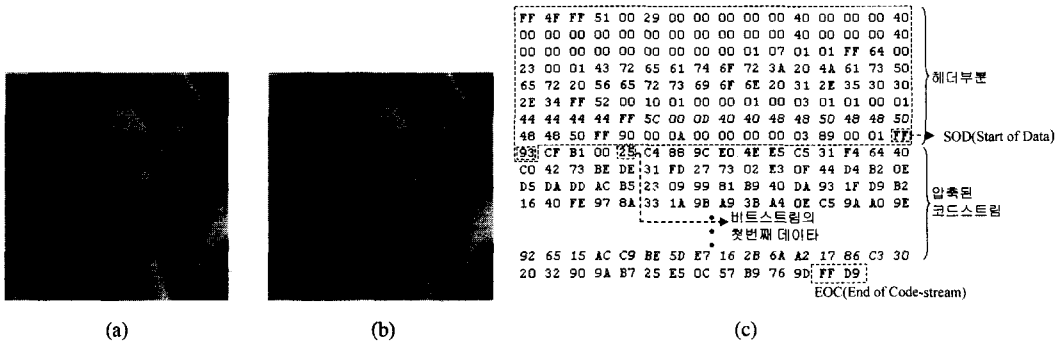 FF 4F FF 51 00 29 00 00 00 00 00 40 00 00 00 40
00 00 00 00 00 00 00 00 00 00 00 40 00 00 00 40
00 00 00 00 00 00 00 00 00 01 07 01 01 FF 64 00
23 00 01 43 72 65 61 74 6F 72 3A 20 4A 61 73 50
65 72 20 56 65 72 73 69 6F 6E 20 31 2E 35 30 30
2E 34 FF 52 00 10 01 00 00 01 00 03 01 01 00 01
44 44 44 44 FF 5C 00 0D 40 40 48 48 50 48 48 50
48 48 50 FF 90 00 0A 00 00 00 00 03 89 00 01 FF
93 CF B1 00 25 C4 88 9C E0 4E E5 C5 31 F4 64 40
C0 42 73 BE DE 31 FD 27 73 02 E3 0F 44 D4 B2 0E
D5 DA DD AC B5 23 09 99 81 B9 40 DA 93 1F D9 B2
16 40 FE 97 8A 33 1A 9B A9 3B A4 0E C5 9A A0 9E
92 65 15 AC C9 BE 5D E7 16 2B 6A A2 17 86 C3 30
20 32 90 9A B7 25 E5 0C 57 B9 76 9D FF D9
헤더부분
SOD(Start of Data)
압축된
코드스트림
비트스트림의
첫번째 데이타
EOC(End of Code-stream)
(a)
(b)
(c)